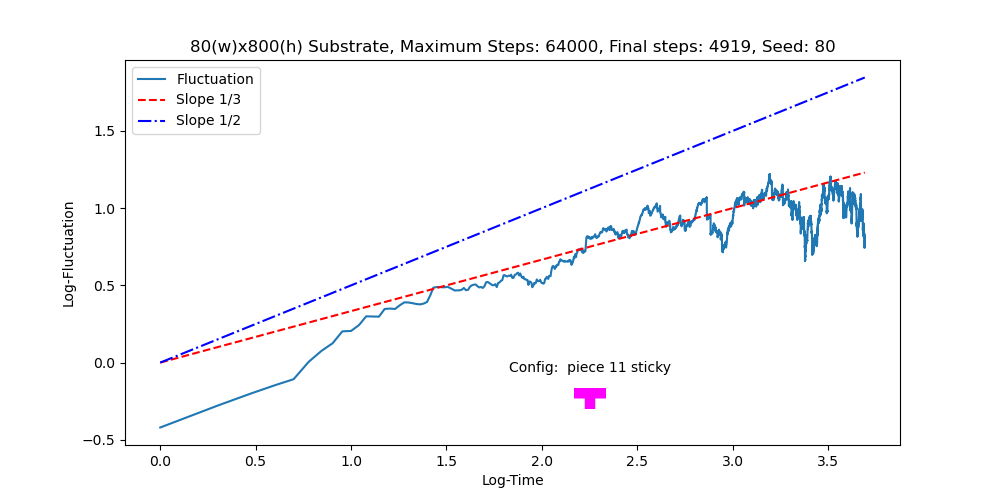 80(w)x800(h) Substrate, Maximum Steps: 64000, Final steps: 4919, Seed: 80
Fluctuation
Slope 1/3
Slope 1/2
Log-Fluctuation
1.5
1.0
0.5
0.0
−0.5
Config:  piece 11 sticky
0.0 0.5 1.0 1.5 2.0 2.5 3.0 3.5
Log-Time